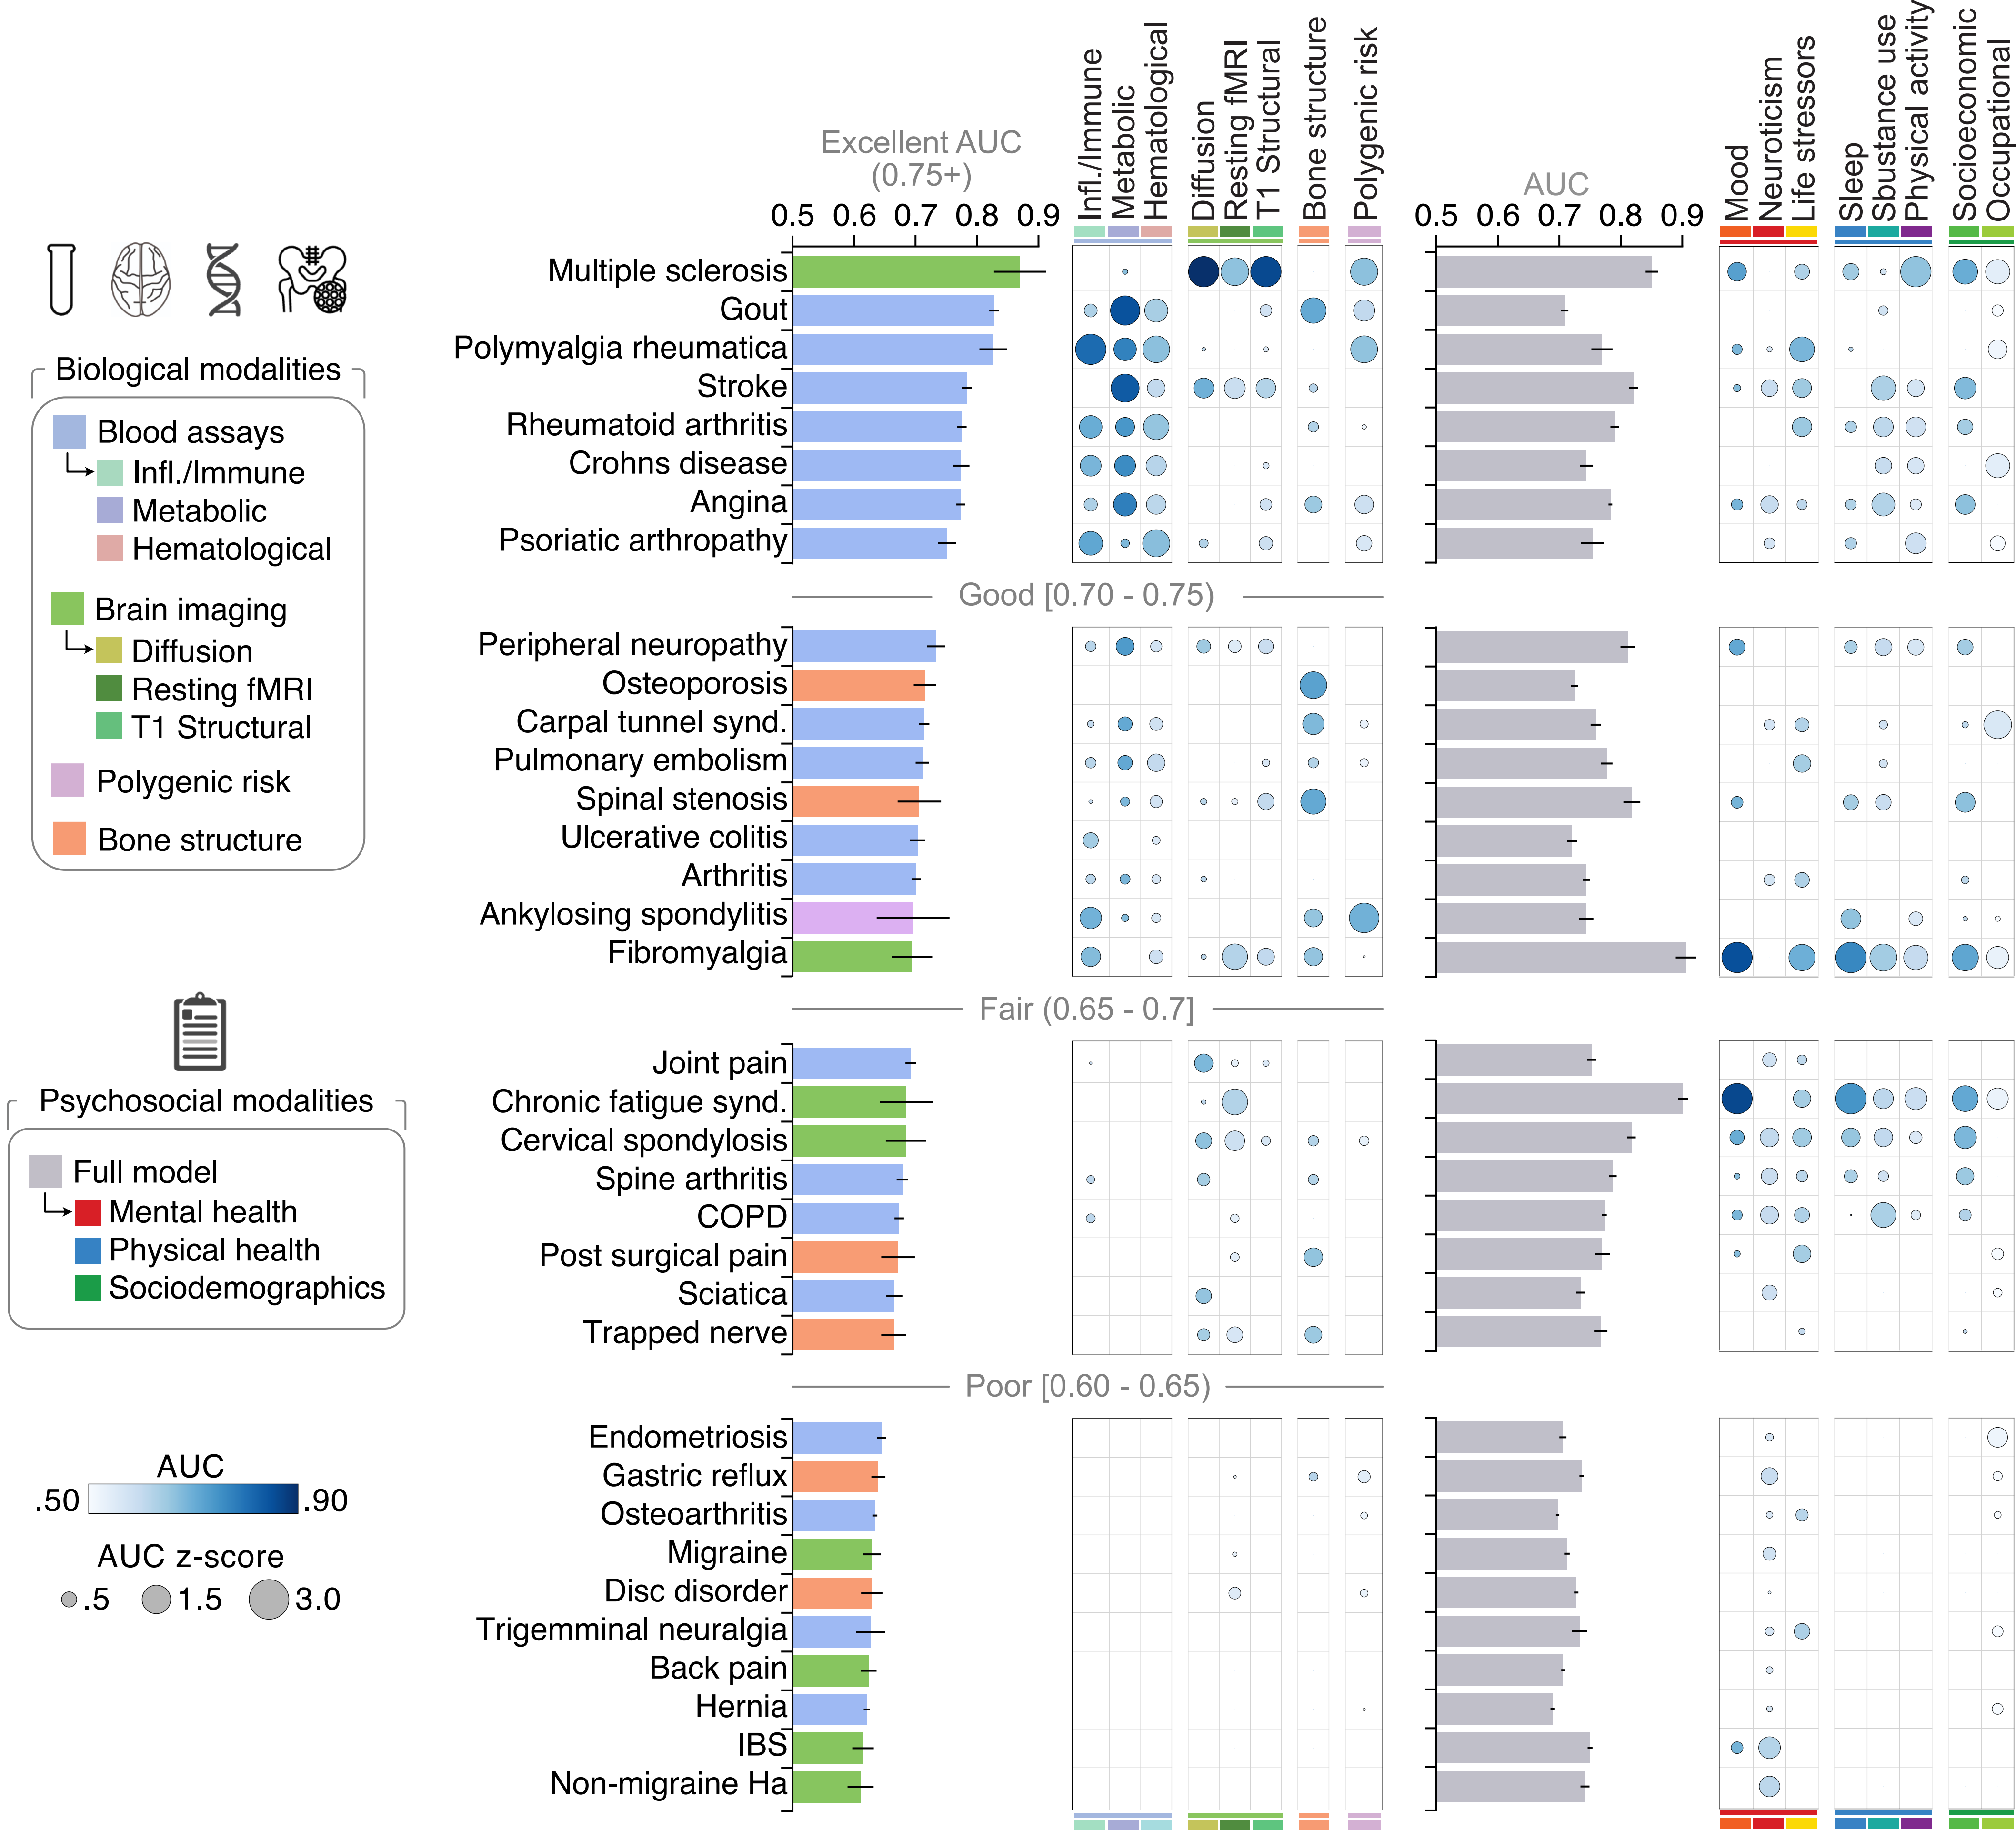 Infl./Immune
Metabolic
Hematological
Diffusion
Resting fMRI
T1 Structural
Bone structure
Polygenic risk
Mood
Neuroticism
Life stressors
Sleep
Sbustance use
Physical activity
Socioeconomic
Occupational
Excellent AUC
(0.75+)
0.5 0.6 0.7 0.8 0.9
AUC
0.5 0.6 0.7 0.8 0.9
Multiple sclerosis
Gout
Polymyalgia rheumatica
Stroke
Rheumatoid arthritis
Crohns disease
Angina
Psoriatic arthropathy
Good [0.70 - 0.75)
Peripheral neuropathy
Osteoporosis
Carpal tunnel synd.
Pulmonary embolism
Spinal stenosis
Ulcerative colitis
Arthritis
Ankylosing spondylitis
Fibromyalgia
Fair (0.65 - 0.7]
Joint pain
Chronic fatigue synd.
Cervical spondylosis
Spine arthritis
COPD
Post surgical pain
Sciatica
Trapped nerve
Poor [0.60 - 0.65)
Endometriosis
Gastric reflux
Osteoarthritis
Migraine
Disc disorder
Trigemminal neuralgia
Back pain
Hernia
IBS
Non-migraine Ha
Biological modalities
Blood assays
Infl./Immune
Metabolic
Hematological
Brain imaging
Diffusion
Resting fMRI
T1 Structural
Polygenic risk
Bone structure
Psychosocial modalities
Full model
Mental health
Physical health
Sociodemographics
AUC
.50 .90
AUC z-score
.5 1.5 3.0